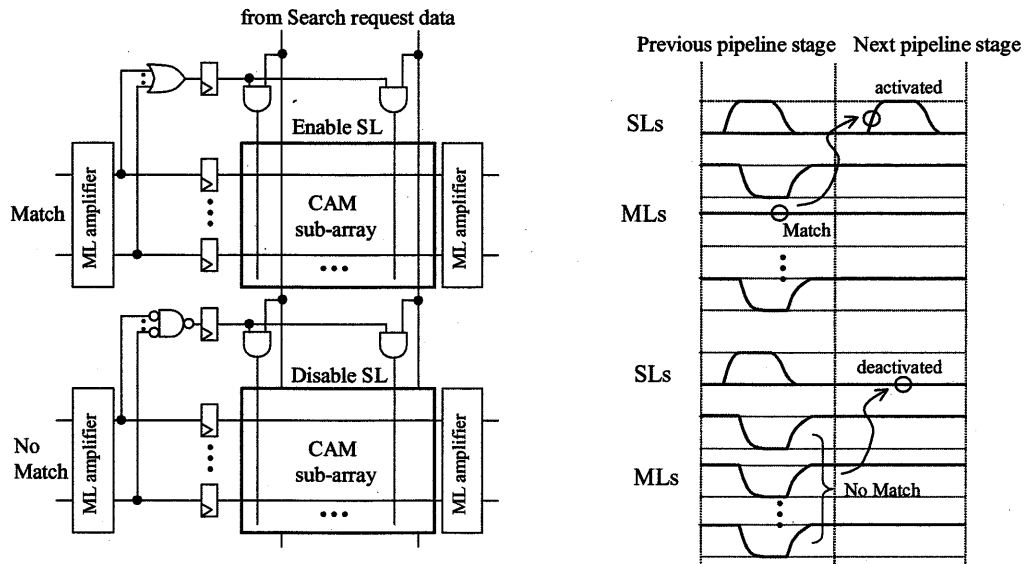 from Search request data
Enable SL
Match
ML amplifier
CAM
sub-array
ML amplifier
Disable SL
No
Match
ML amplifier
CAM
sub-array
ML amplifier
Previous pipeline stage
Next pipeline stage
activated
SLs
MLs
Match
deactivated
SLs
MLs
No Match